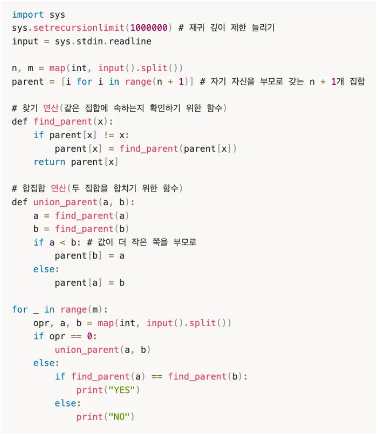 import sys
sys.setrecursionlimit(1000000) # 재귀 깊이 제한 늘리기
input = sys.stdin.readline
n, m = map(int, input().split())
parent = [i for i in range(n + 1)] # 자기 자신을 부모로 갖는 n + 1개 집합
# 찾기 연산(같은 집합에 속하는지 확인하기 위한 함수)
def find_parent(x):
    if parent[x] != x:
        parent[x] = find_parent(parent[x])
    return parent[x]
# 합집합 연산(두 집합을 합치기 위한 함수)
def union_parent(a, b):
    a = find_parent(a)
    b = find_parent(b)
    if a < b: # 값이 더 작은 쪽을 부모로
        parent[b] = a
    else:
        parent[a] = b
for _ in range(m):
    opr, a, b = map(int, input().split())
    if opr == 0:
        union_parent(a, b)
    else:
        if find_parent(a) == find_parent(b):
            print("YES")
        else:
            print("NO")